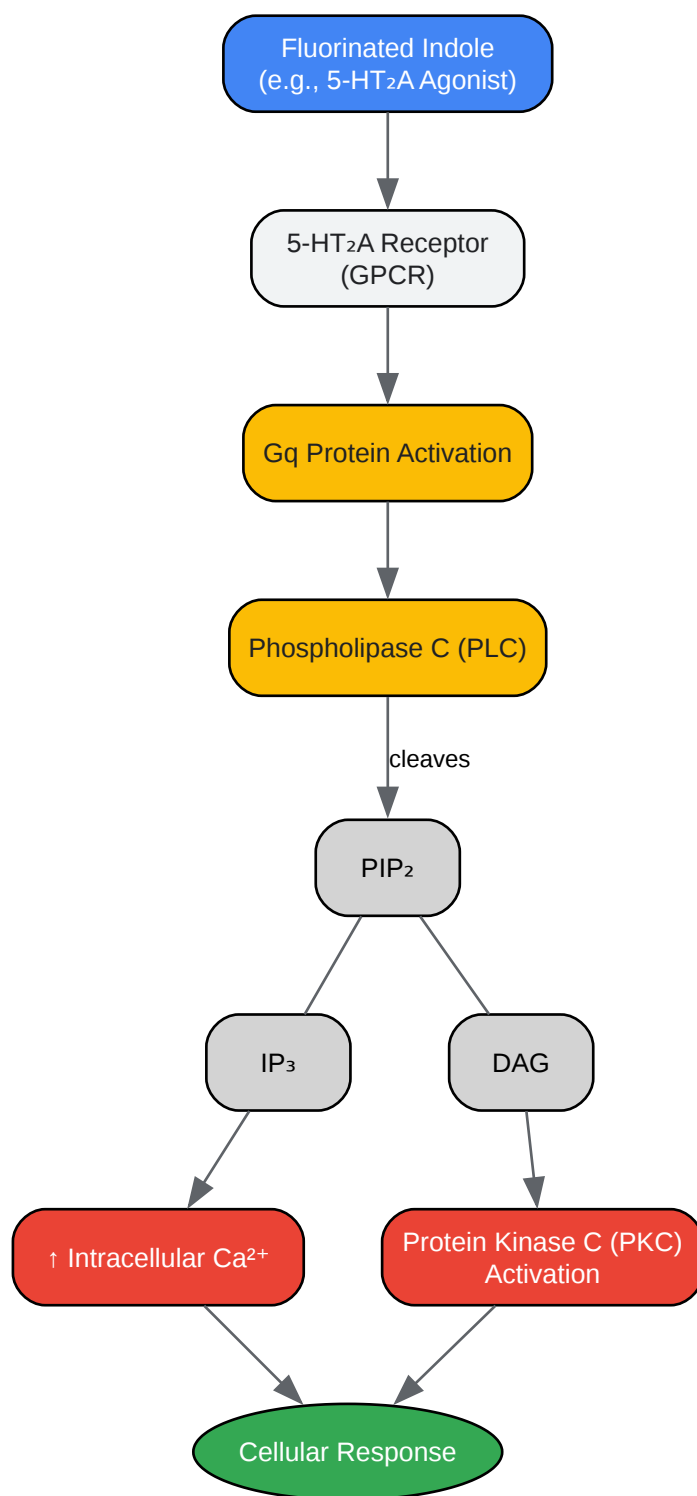 Fluorinated Indole
(e.g., 5-HT₂A Agonist)
5-HT₂A Receptor
(GPCR)
Gq Protein Activation
Phospholipase C (PLC)
cleaves
PIP₂
IP₃
DAG
↑ Intracellular Ca²⁺
Protein Kinase C (PKC)
Activation
Cellular Response